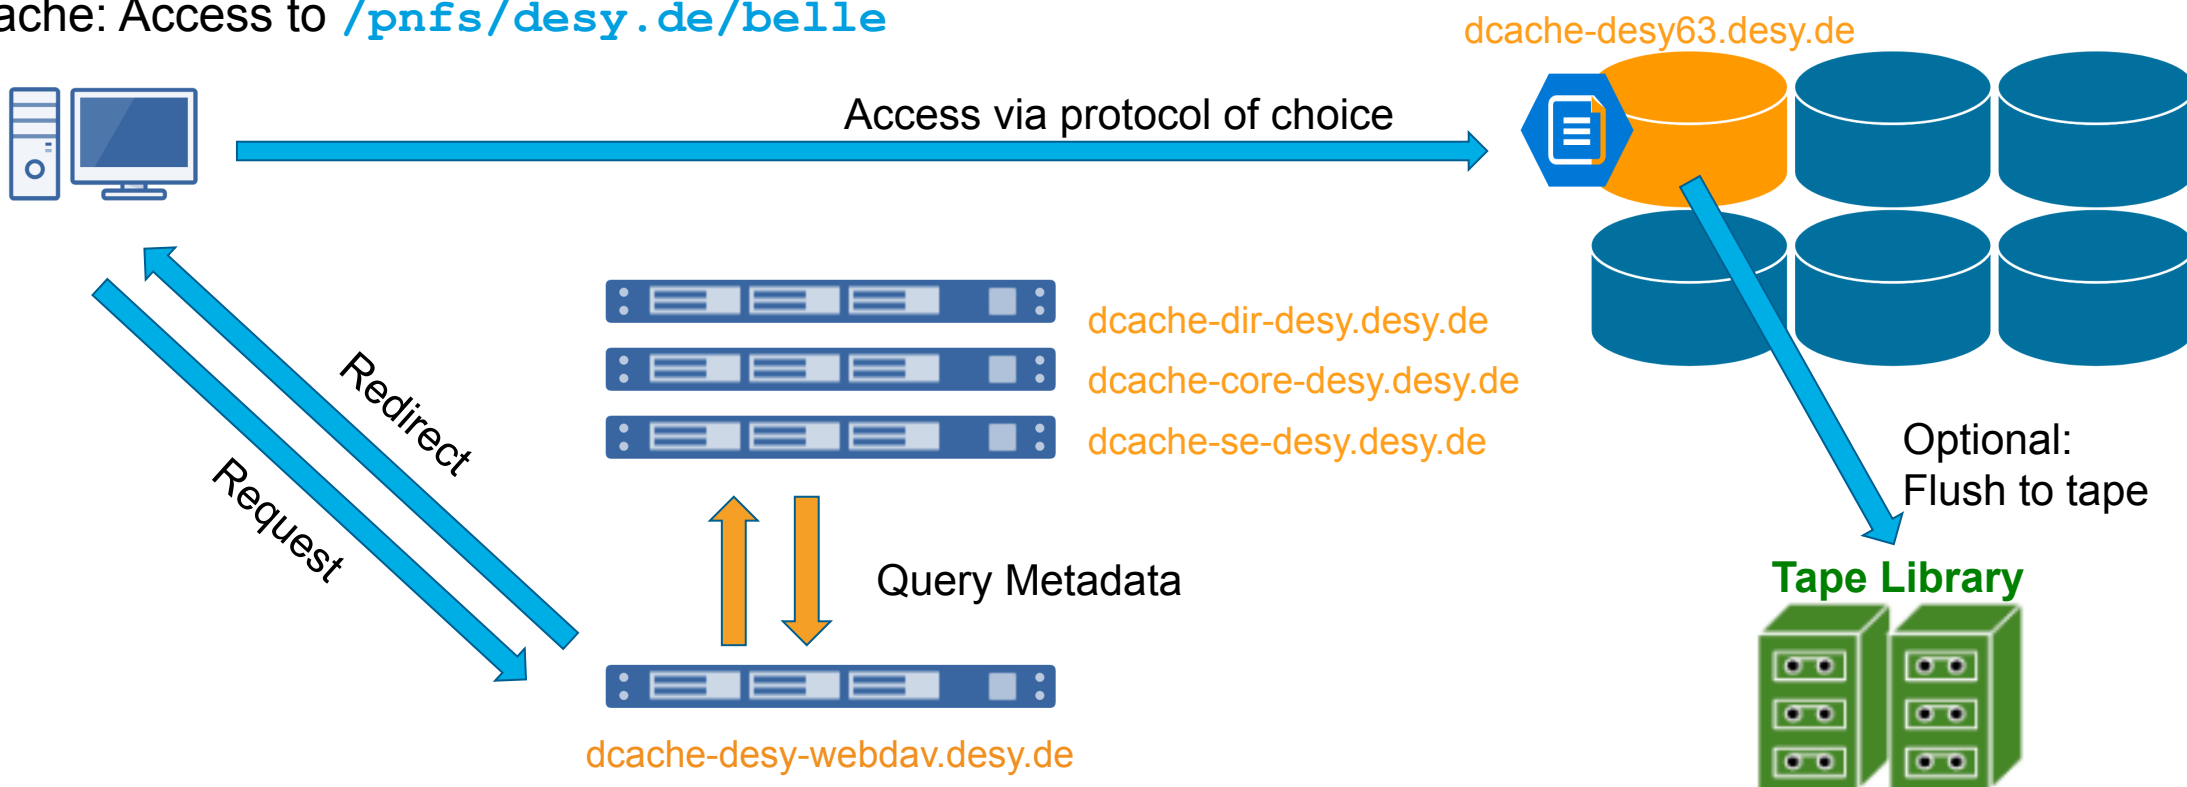 ache: Access to /pnfs/desy.de/belle
dcache-desy63.desy.de
Access via protocol of choice
Redirect
Request
dcache-dir-desy.desy.de
dcache-core-desy.desy.de
dcache-se-desy.desy.de
Optional:
Flush to tape
Query Metadata
Tape Library
dcache-desy-webdav.desy.de